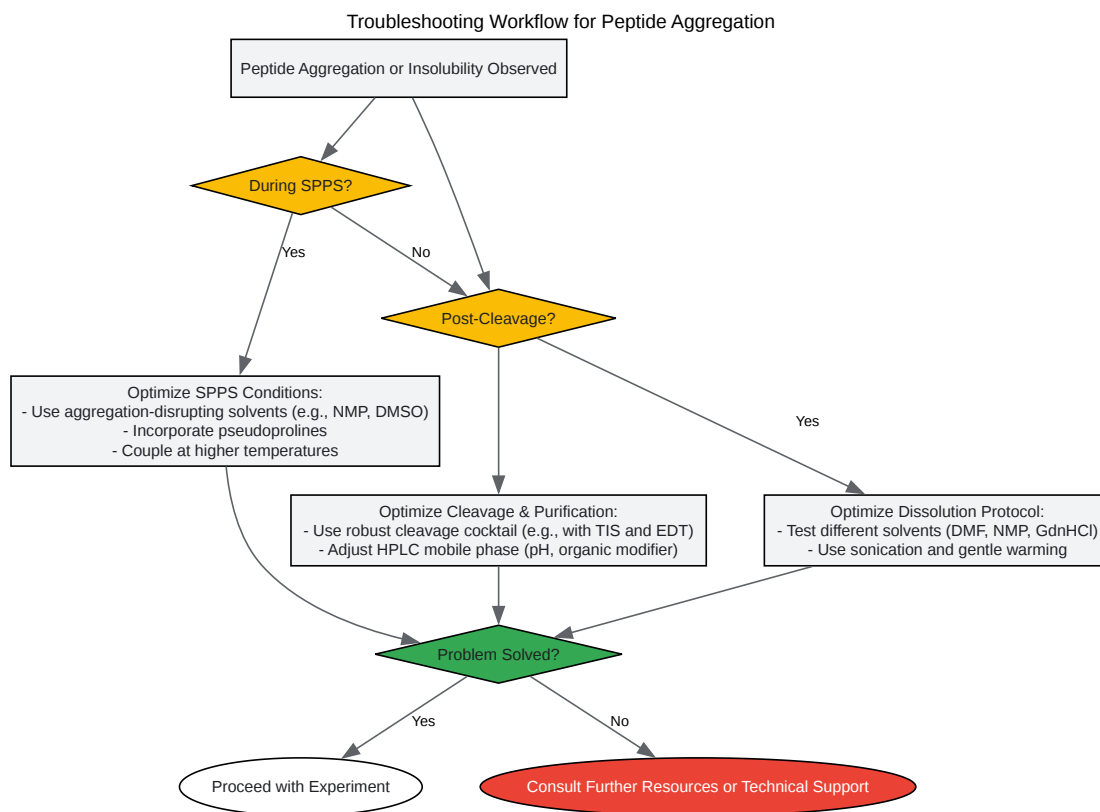 Troubleshooting Workflow for Peptide Aggregation
Peptide Aggregation or Insolubility Observed
During SPPS?
Yes
No
Post-Cleavage?
Optimize SPPS Conditions:
- Use aggregation-disrupting solvents (e.g., NMP, DMSO)
- Incorporate pseudoprolines
- Couple at higher temperatures
Yes
Optimize Cleavage & Purification:
- Use robust cleavage cocktail (e.g., with TIS and EDT)
- Adjust HPLC mobile phase (pH, organic modifier)
Optimize Dissolution Protocol:
- Test different solvents (DMF, NMP, GdnHCl)
- Use sonication and gentle warming
Problem Solved?
Yes
No
Proceed with Experiment
Consult Further Resources or Technical Support